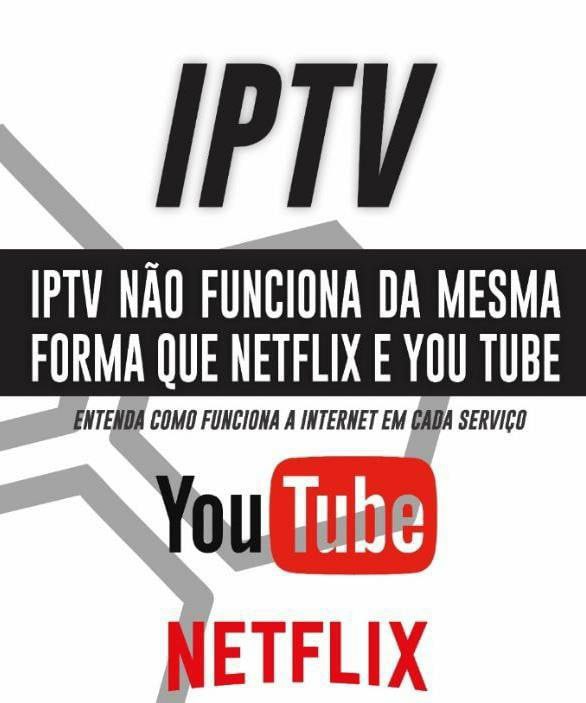 IPTV
IPTV NÃO FUNCIONA DA MESMA
FORMA QUE NETFLIX E YOU TUBE
ENTENDA COMO FUNCIONA A INTERNET EM CADA SERVIÇO
YouTube
NETFLIX